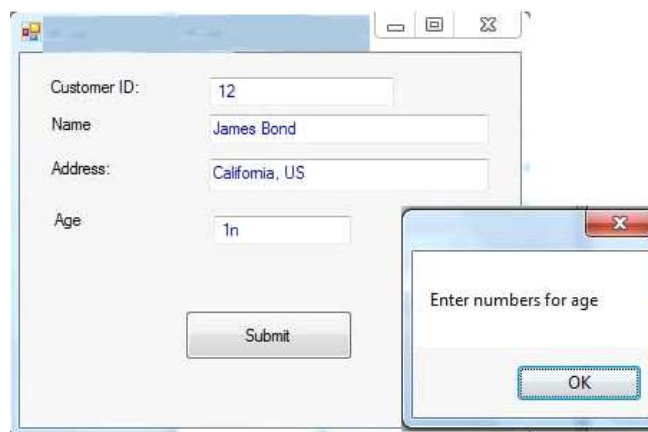 Customer ID: 12
Name James Bond
Address: California, US
Age 1n
Submit
Enter numbers for age
OK